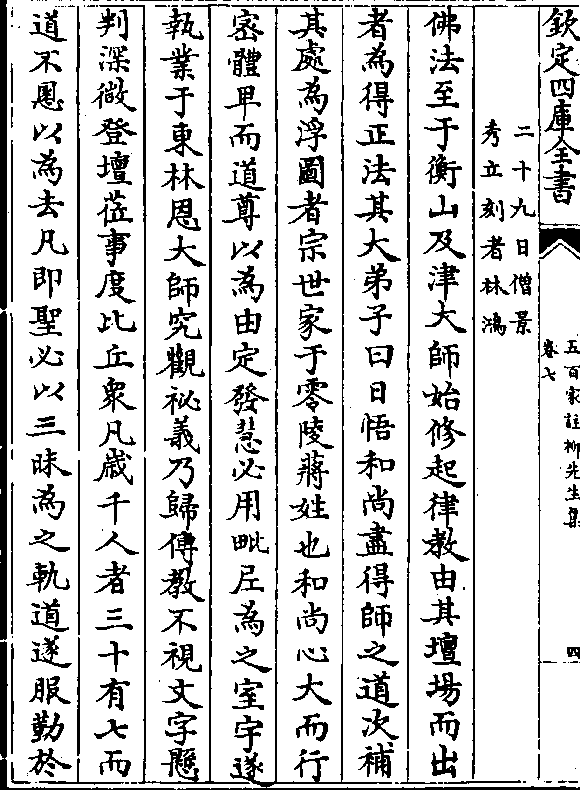 欽定四庫全書
五百家註柳先生集
卷七
四
二十九日僧景
秀立刻者林鴻
佛法至于衡山及津大師始修起律教由其壇場而出
者為得正法其大弟子曰日悟和尚盡得師之道次補
其處為浮圖者宗世家于零陵蔣姓也和尚心大而行
宻體卑而道尊以為由定發慧必用毗尼為之室宇遂
執業于東林恩大師究觀祕義乃歸傳教不視文字懸
判深微登壇蒞事度比丘衆凡嵗千人者三十有七而
道不慁以為去凡即聖必以三昧為之軌道遂服勤於